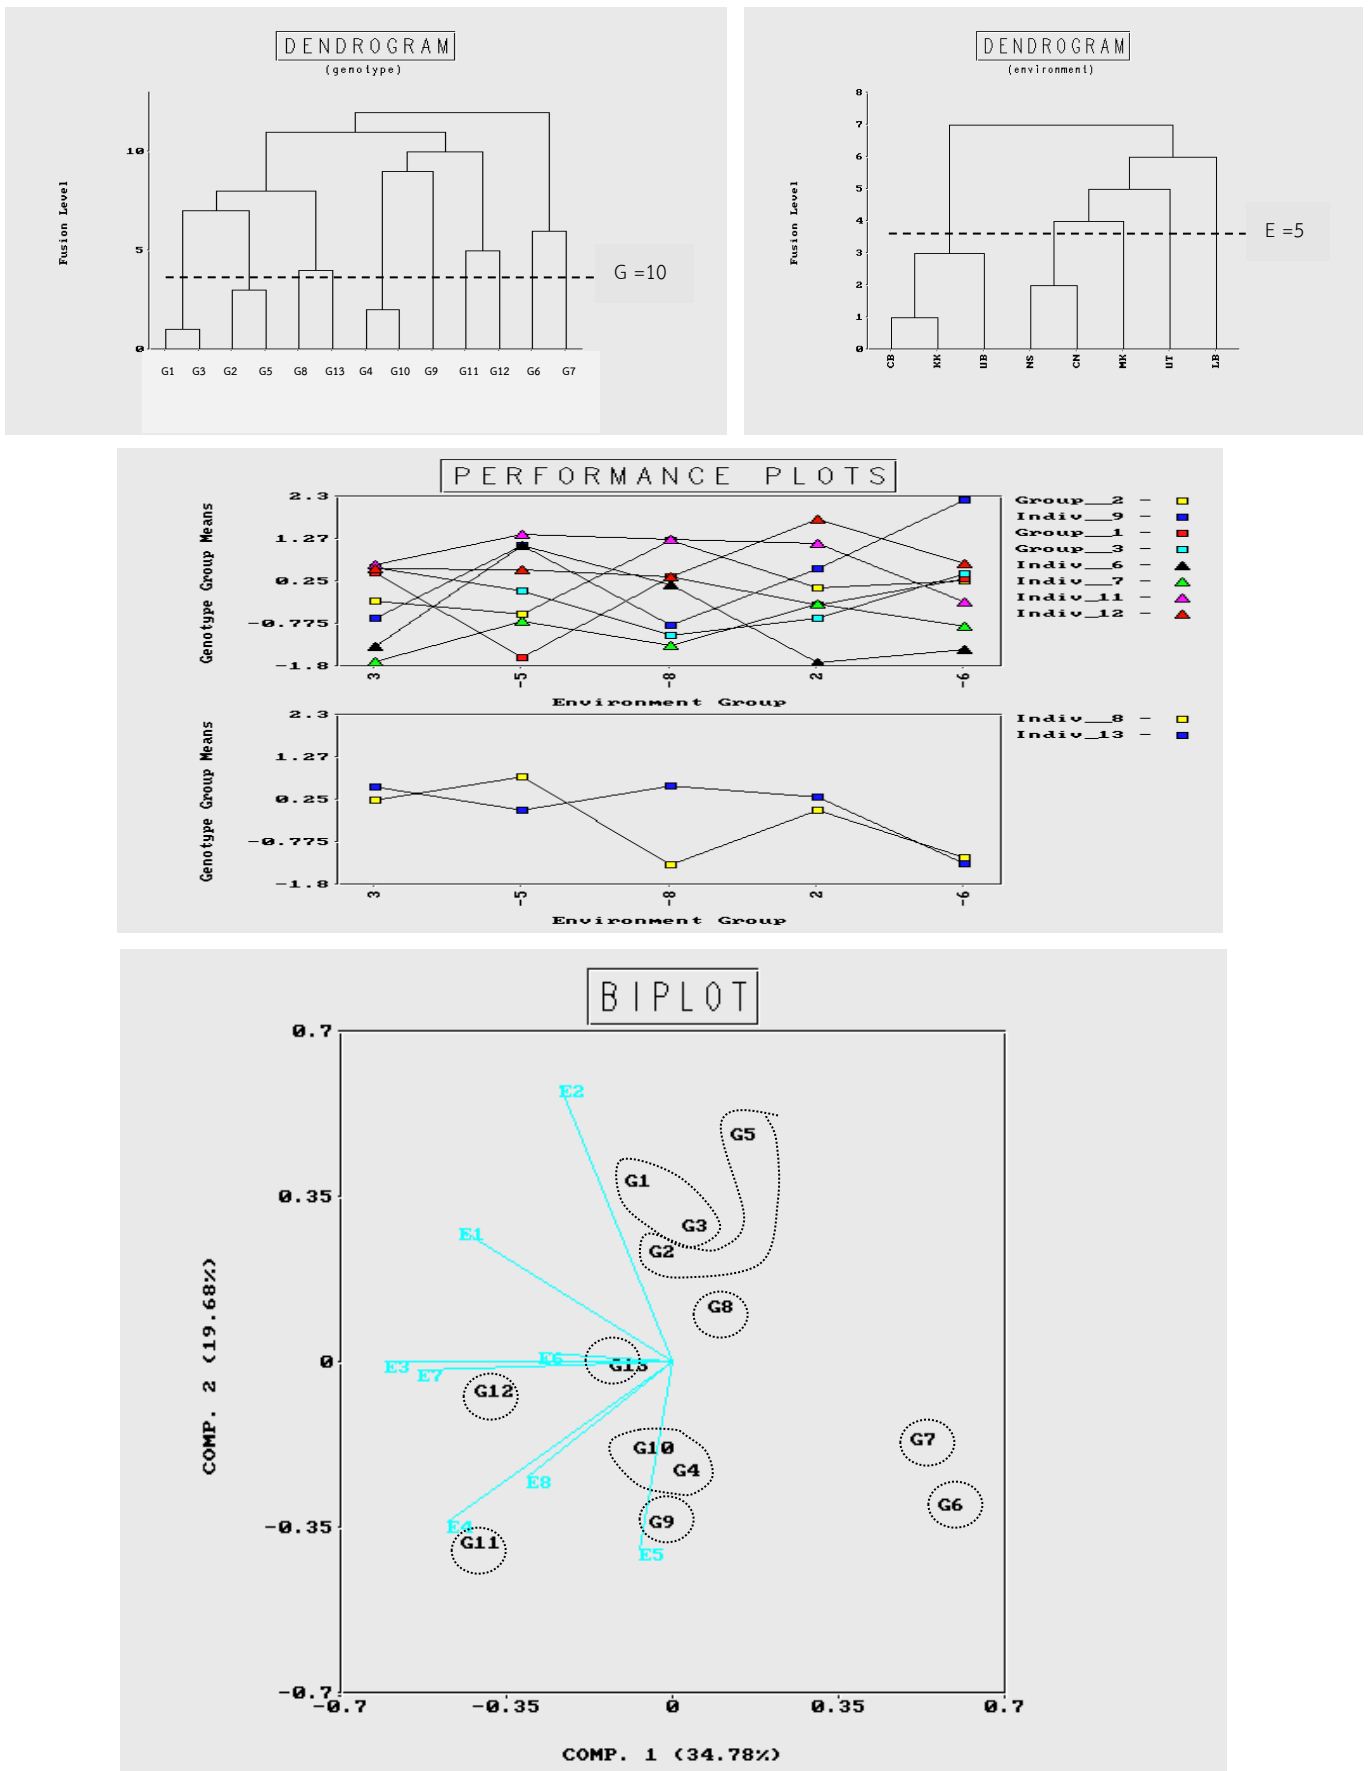 DENDROGRAM
(genotype)
Fusion Level
10
5
0
G =10
G1 G3 G2 G5 G8 G13 G4 G10 G9 G11 G12 G6 G7
DENDROGRAM
(environment)
Fusion Level
8
7
6
5
4
3
2
1
0
E =5
CB KK UB NS CN MK UT LB
PERFORMANCE PLOTS
Genotype Group Means
2.3
1.27
0.25
-0.775
-1.8
3 -5 -8 2 -6
Environment Group
Group__2 -
Indiv__9 -
Group__1 -
Group__3 -
Indiv__6 -
Indiv__7 -
Indiv_11 -
Indiv_12 -
Genotype Group Means
2.3
1.27
0.25
-0.775
-1.8
3 -5 -8 2 -6
Environment Group
Indiv__8 -
Indiv_13 -
BIPLOT
COMP. 2 (19.68%)
0.7
0.35
0
-0.35
-0.7
E2
G5
G1
G3
E1
G2
G8
E6
G13
E3
E7
G12
G7
G10
G4
E8
G6
G9
E4
G11
E5
-0.7 -0.35 0 0.35 0.7
COMP. 1 (34.78%)